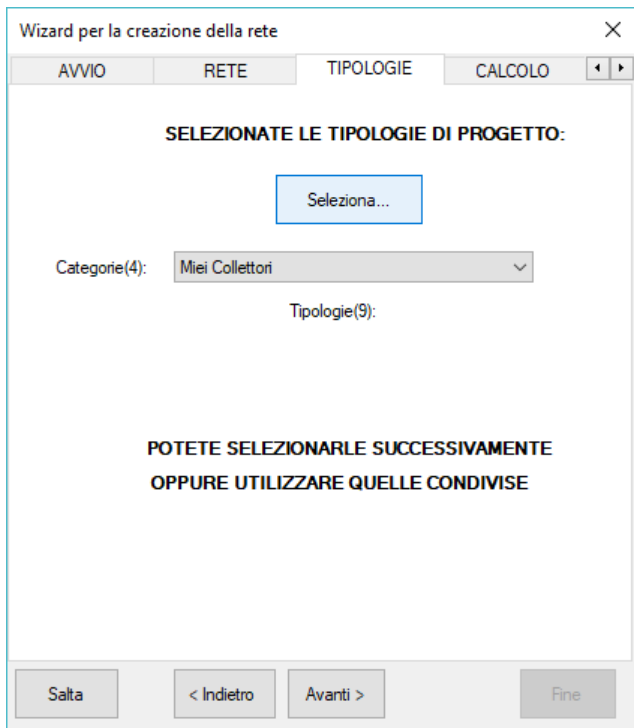 Wizard per la creazione della rete
AVVIO RETE TIPOLOGIE CALCOLO
SELEZIONATE LE TIPOLOGIE DI PROGETTO:
Seleziona...
Categorie(4): Miei Collettori
Tipologie(9):
POTETE SELEZIONARLE SUCCESSIVAMENTE
OPPURE UTILIZZARE QUELLE CONDIVISE
Salta < Indietro Avanti > Fine